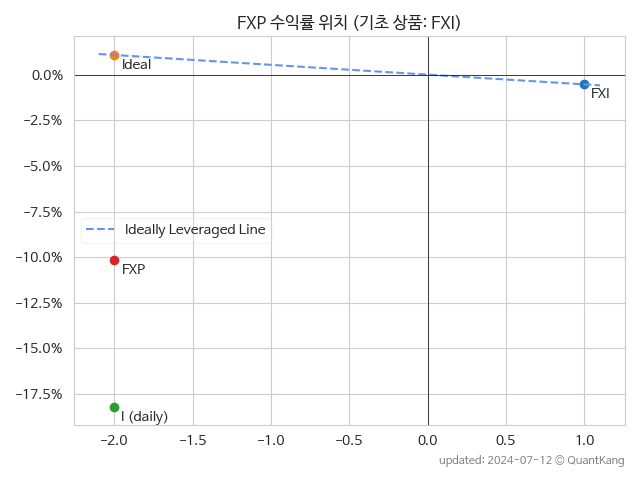 FXP 수익률 위치 (기초 상품: FXI)
Ideal
0.0%
FXI
−2.5%
−5.0%
−7.5%
Ideally Leveraged Line
−10.0%
FXP
−12.5%
−15.0%
−17.5%
I (daily)
−2.0 −1.5 −1.0 −0.5 0.0 0.5 1.0
updated: 2024-07-12 © QuantKang